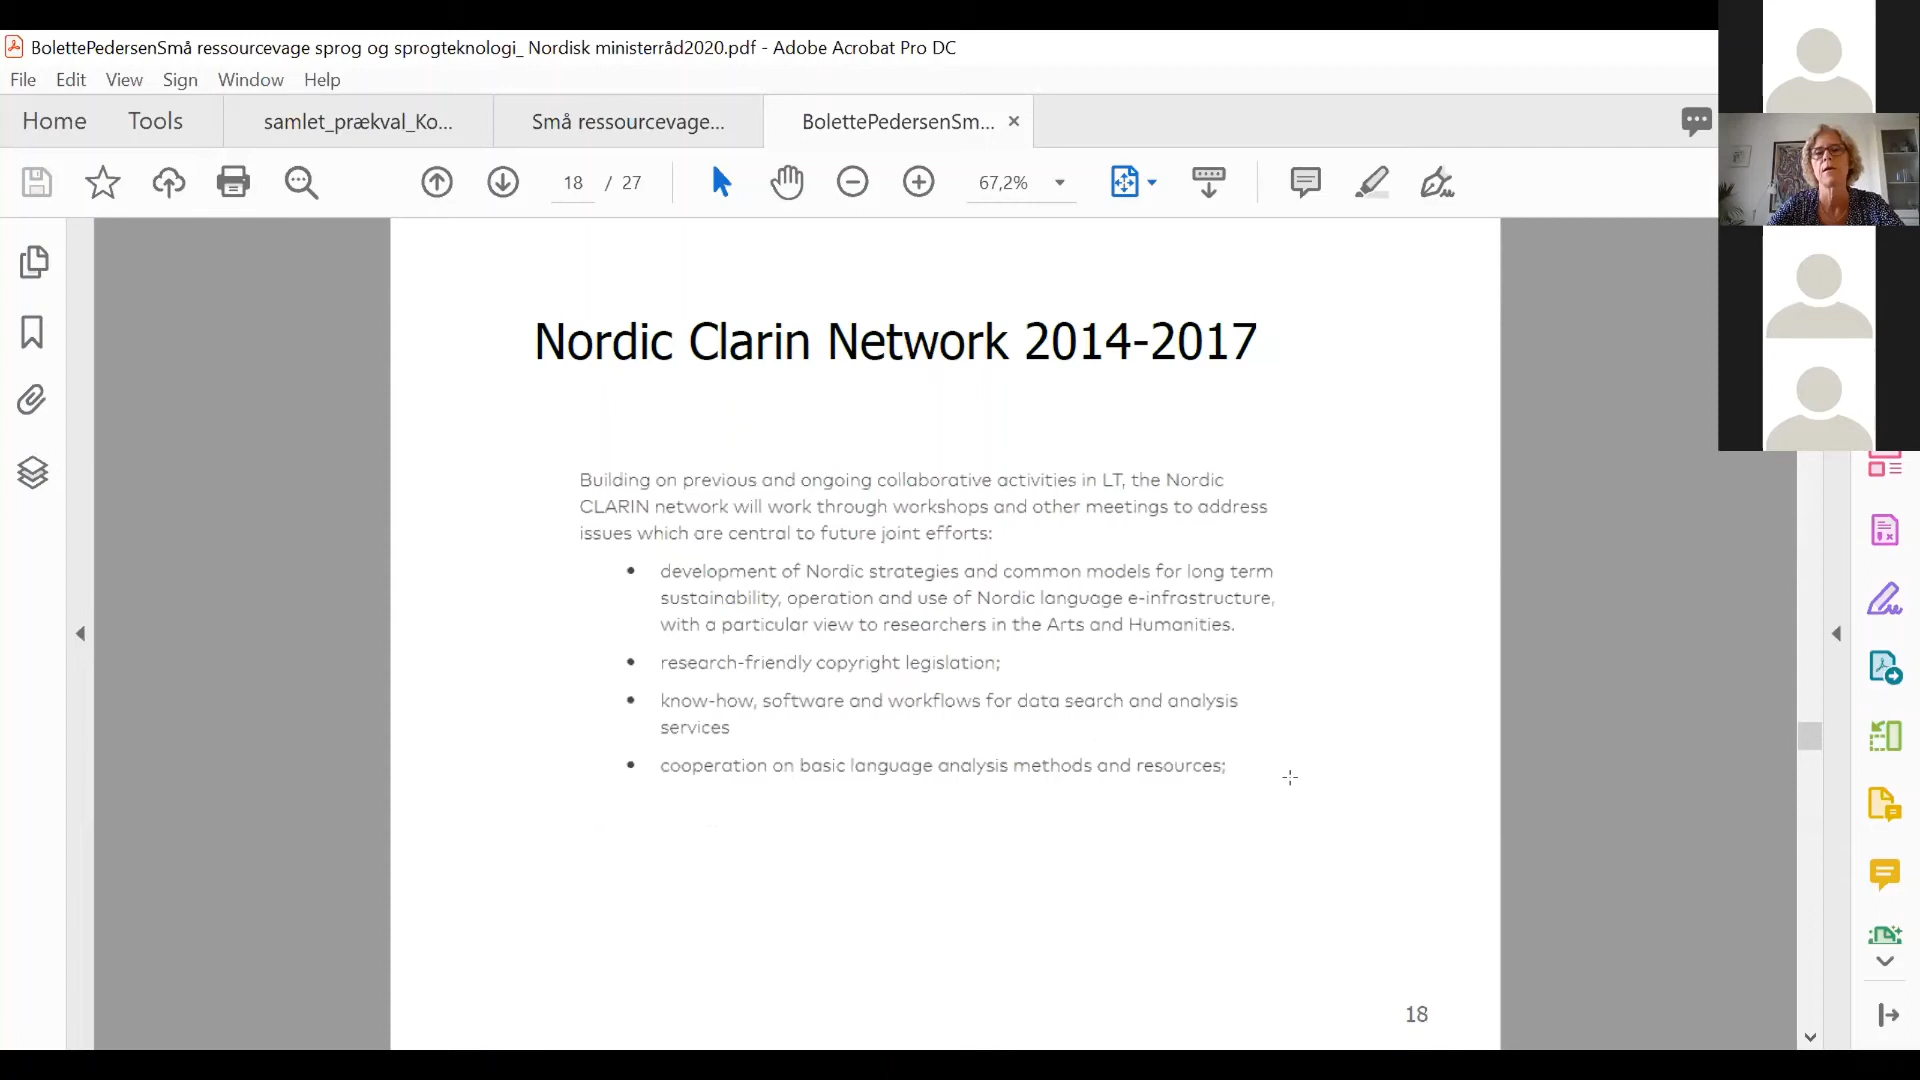 BolettePedersenSmå ressourcevage sprog og sprogteknologi_ Nordisk ministerråd2020.pdf - Adobe Acrobat Pro DC
File Edit View Sign Window Help
Home Tools samlet_prækval_Ko... Små ressourcevage... BolettePedersenSm... ×
18 / 27 67,2%
Nordic Clarin Network 2014-2017
Building on previous and ongoing collaborative activities in LT, the Nordic
CLARIN network will work through workshops and other meetings to address
issues which are central to future joint efforts:
• development of Nordic strategies and common models for long term
sustainability, operation and use of Nordic language e-infrastructure,
with a particular view to researchers in the Arts and Humanities.
• research-friendly copyright legislation;
• know-how, software and workflows for data search and analysis
services
• cooperation on basic language analysis methods and resources;
18